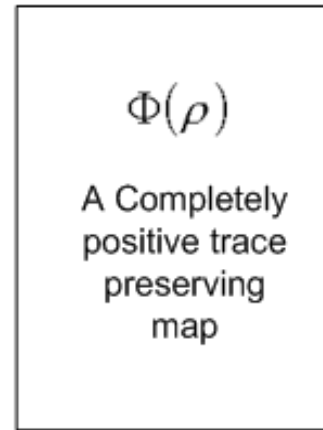 Φ(ρ)
A Completely
positive trace
preserving
map